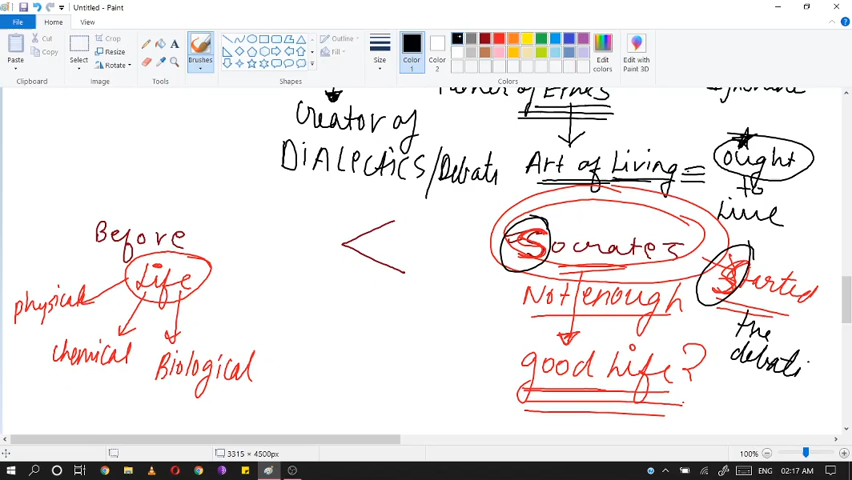 Untitled - Paint
File Home View
Paste
Cut
Copy
Clipboard
Select
Crop
Resize
Rotate
Image
Tools
Brushes
Shapes
Outline
Fill
Size
Color 1
Color 2
Colors
Edit colors
Edit with Paint 3D
of Ethics
Creator of
DIALECTICS/Debate
Art of Living = ought
to
Live
Before
Life
physical
chemical
Biological
<
Socrates
Started
the
debate
Not enough
good Life?
3315 × 4500px
100%
ENG 02:17 AM